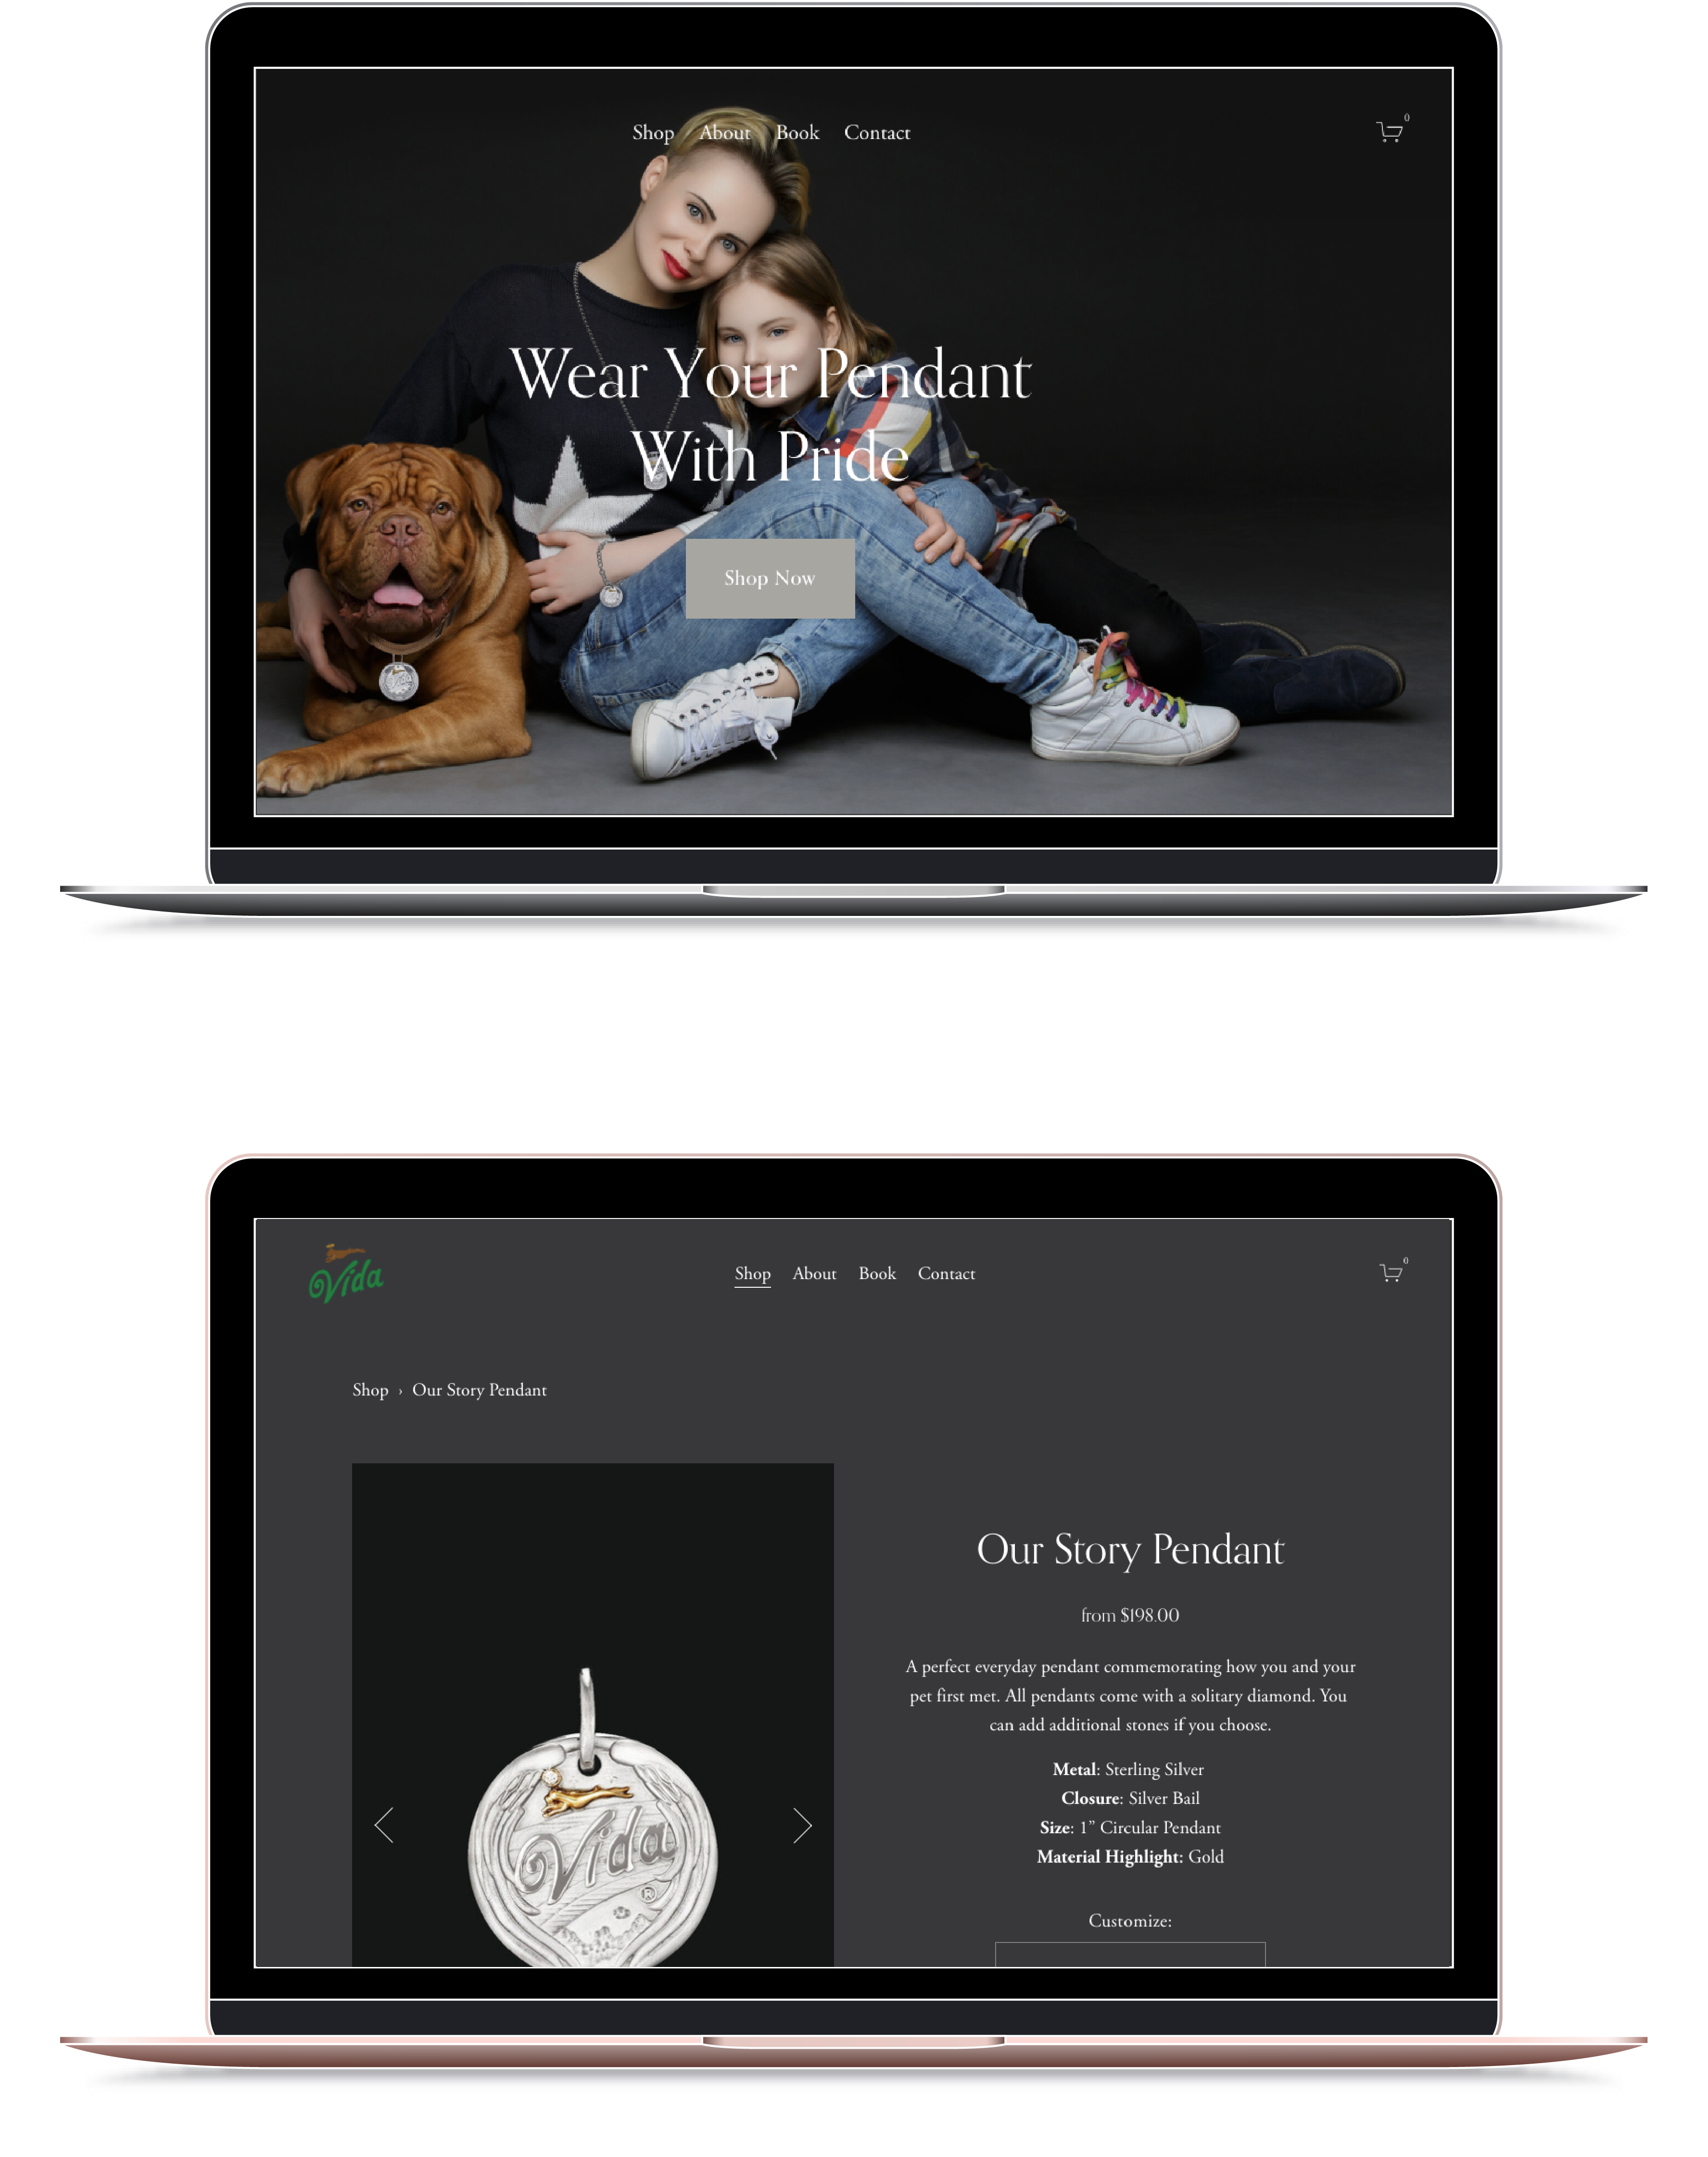 Shop About Book Contact
0
Wear Your Pendant
With Pride
Shop Now
Vida
Vida
Shop About Book Contact
0
Shop › Our Story Pendant
Our Story Pendant
from $198.00
A perfect everyday pendant commemorating how you and your
pet first met. All pendants come with a solitary diamond. You
can add additional stones if you choose.
Metal: Sterling Silver
Closure: Silver Bail
Size: 1” Circular Pendant
Material Highlight: Gold
Customize:
Vida
®